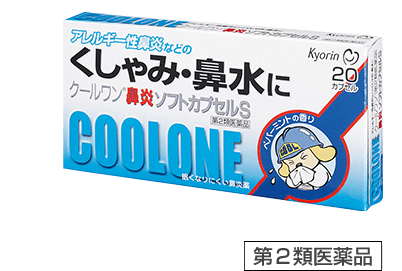 アレルギー性鼻炎などの
くしゃみ・鼻水に
クールワン®鼻炎ソフトカプセルS
第2類医薬品
Kyorin
20
カプセル
COOLONE
ペパーミントの香り
眠くなりにくい鼻炎薬
第2類医薬品